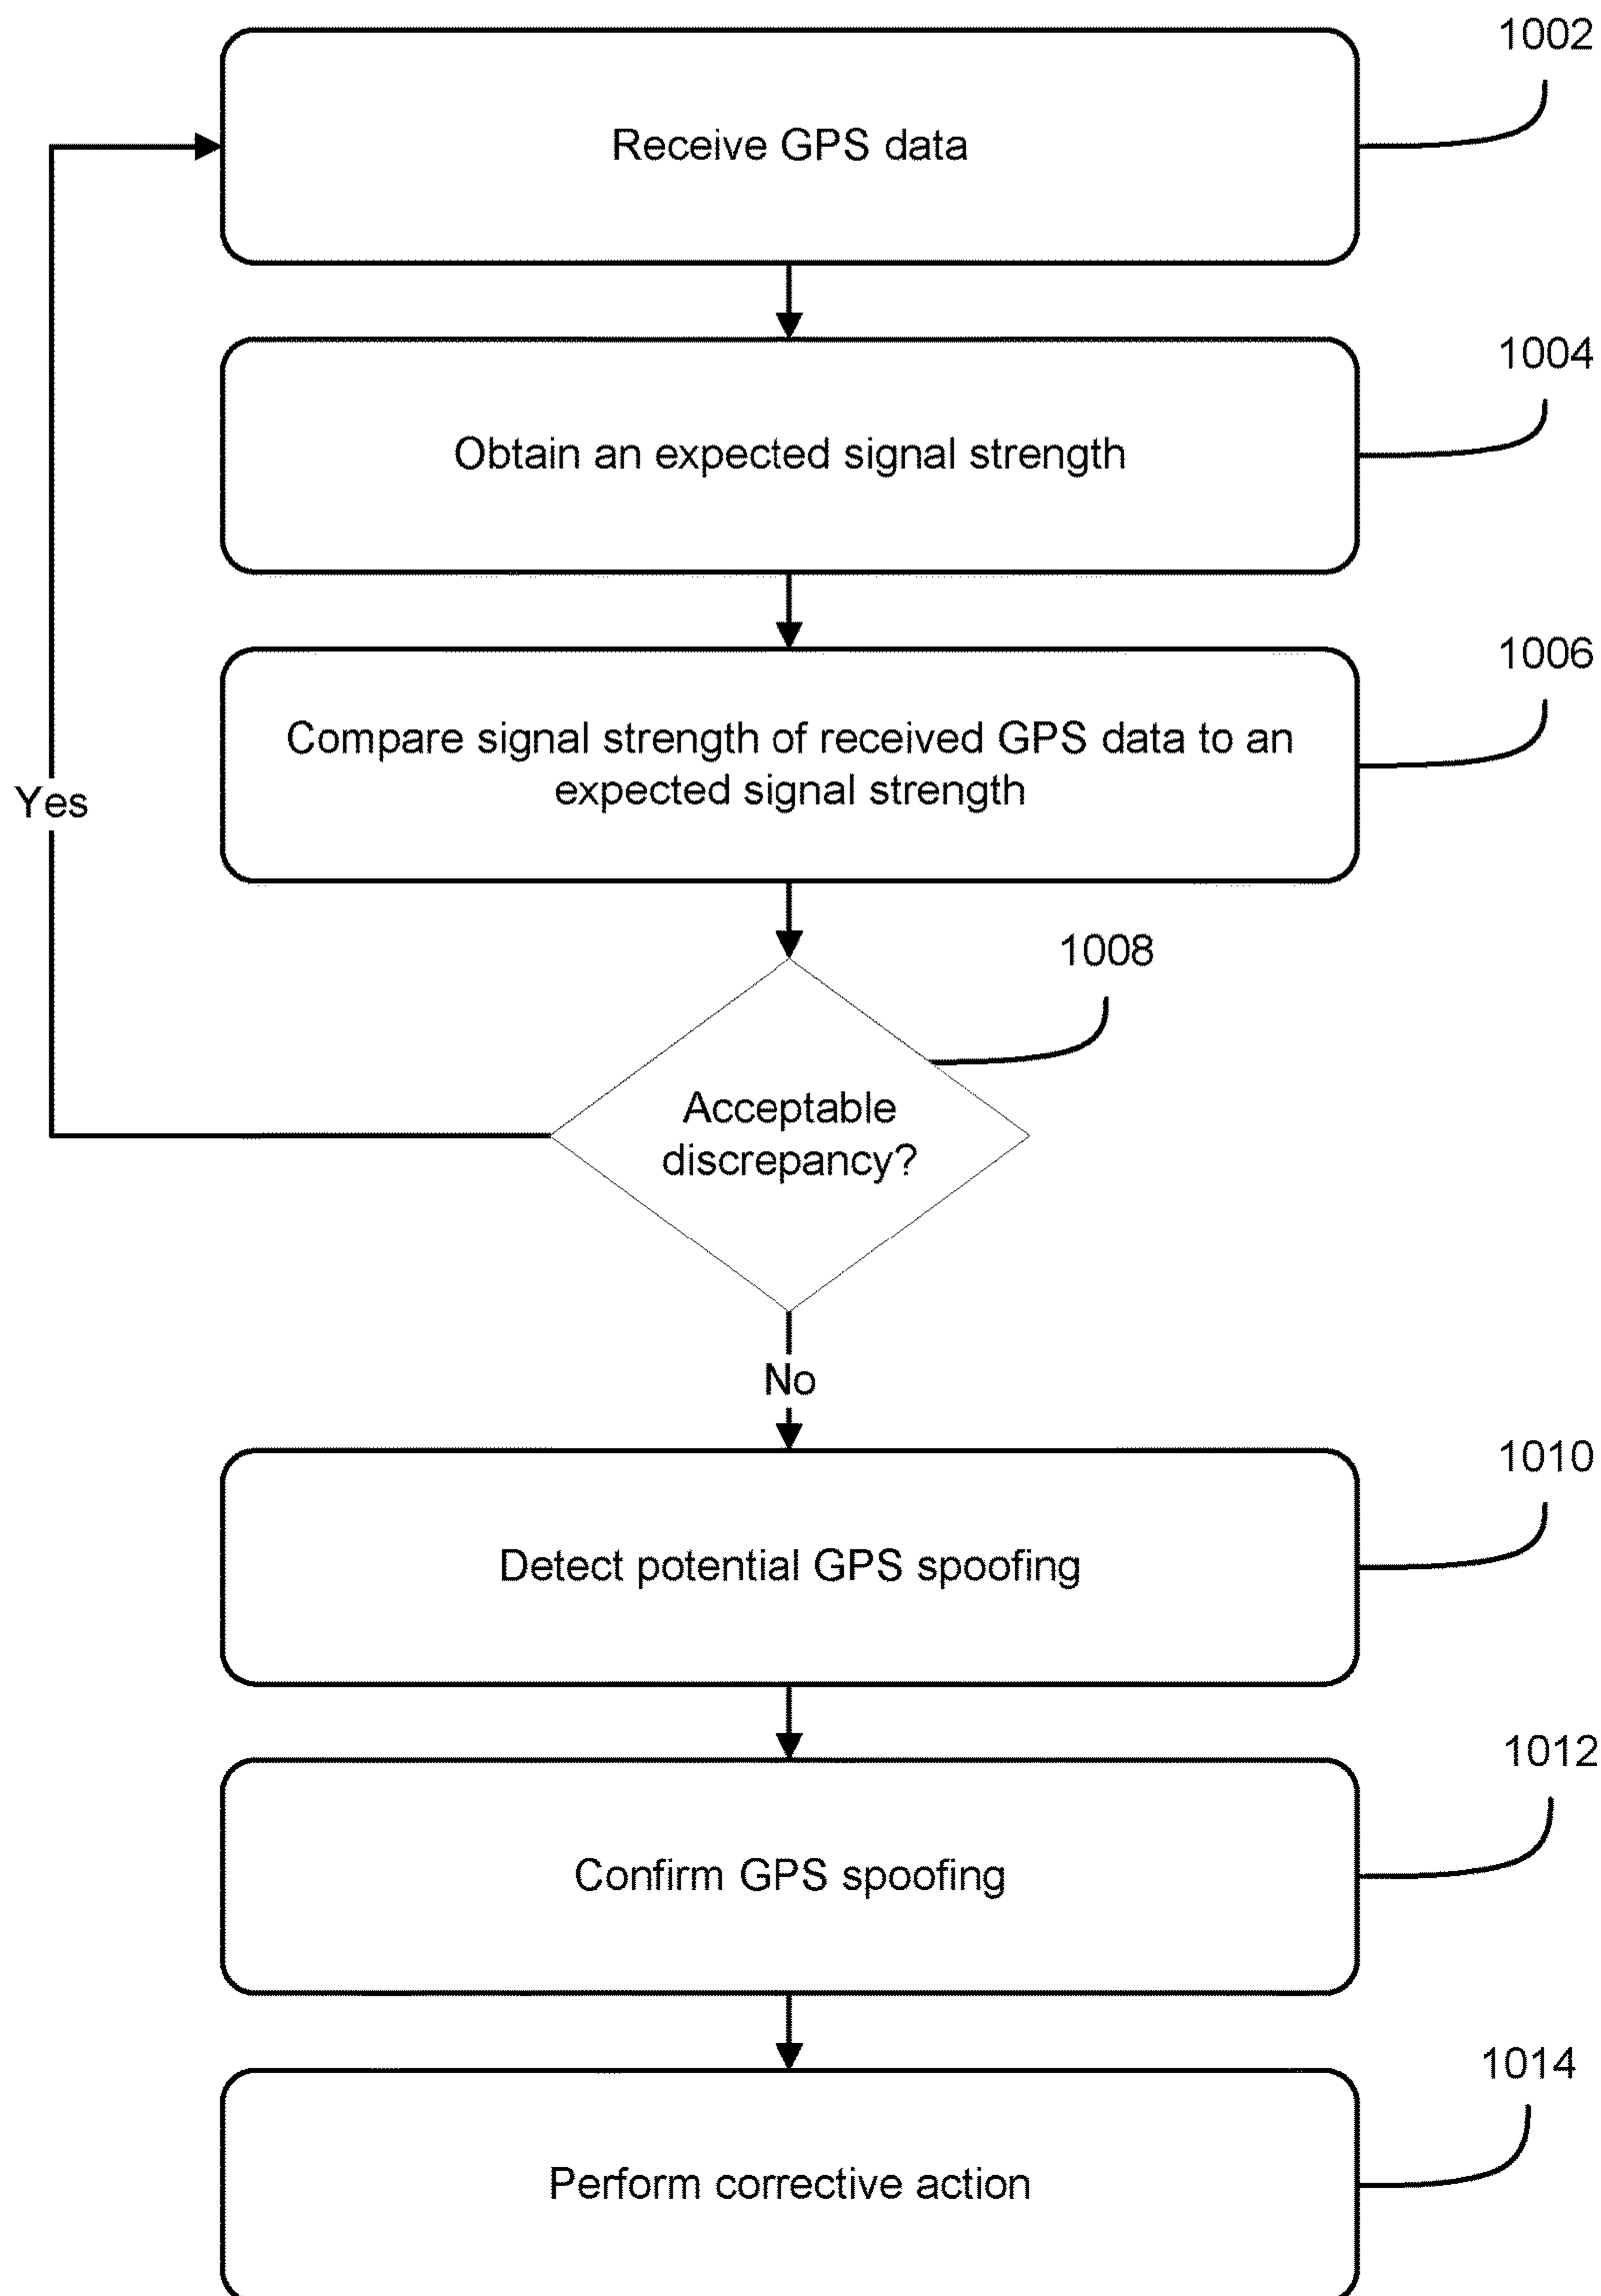 1002
Receive GPS data
1004
Obtain an expected signal strength
1006
Compare signal strength of received GPS data to an
expected signal strength
Yes
1008
Acceptable
discrepancy?
No
1010
Detect potential GPS spoofing
1012
Confirm GPS spoofing
1014
Perform corrective action